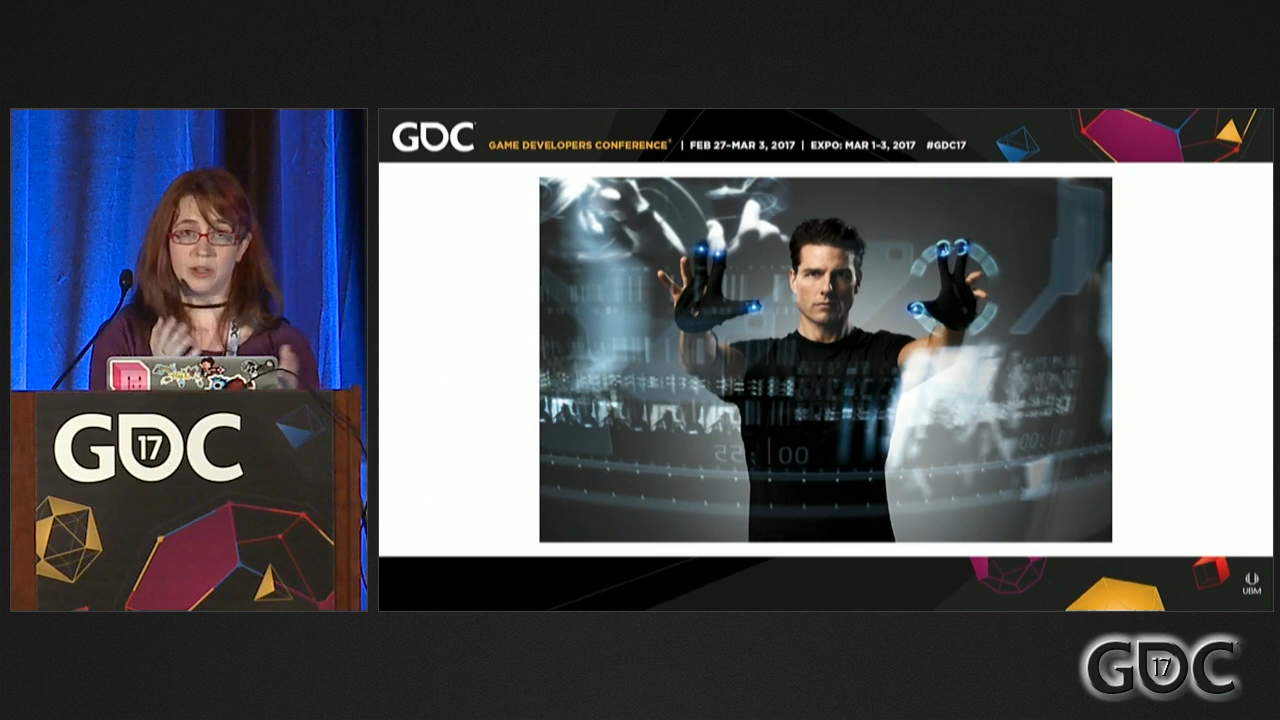 GDC
GAME DEVELOPERS CONFERENCE® | FEB 27–MAR 3, 2017 | EXPO: MAR 1-3, 2017 #GDC17
00
GDC
17
UBM
GDC
17